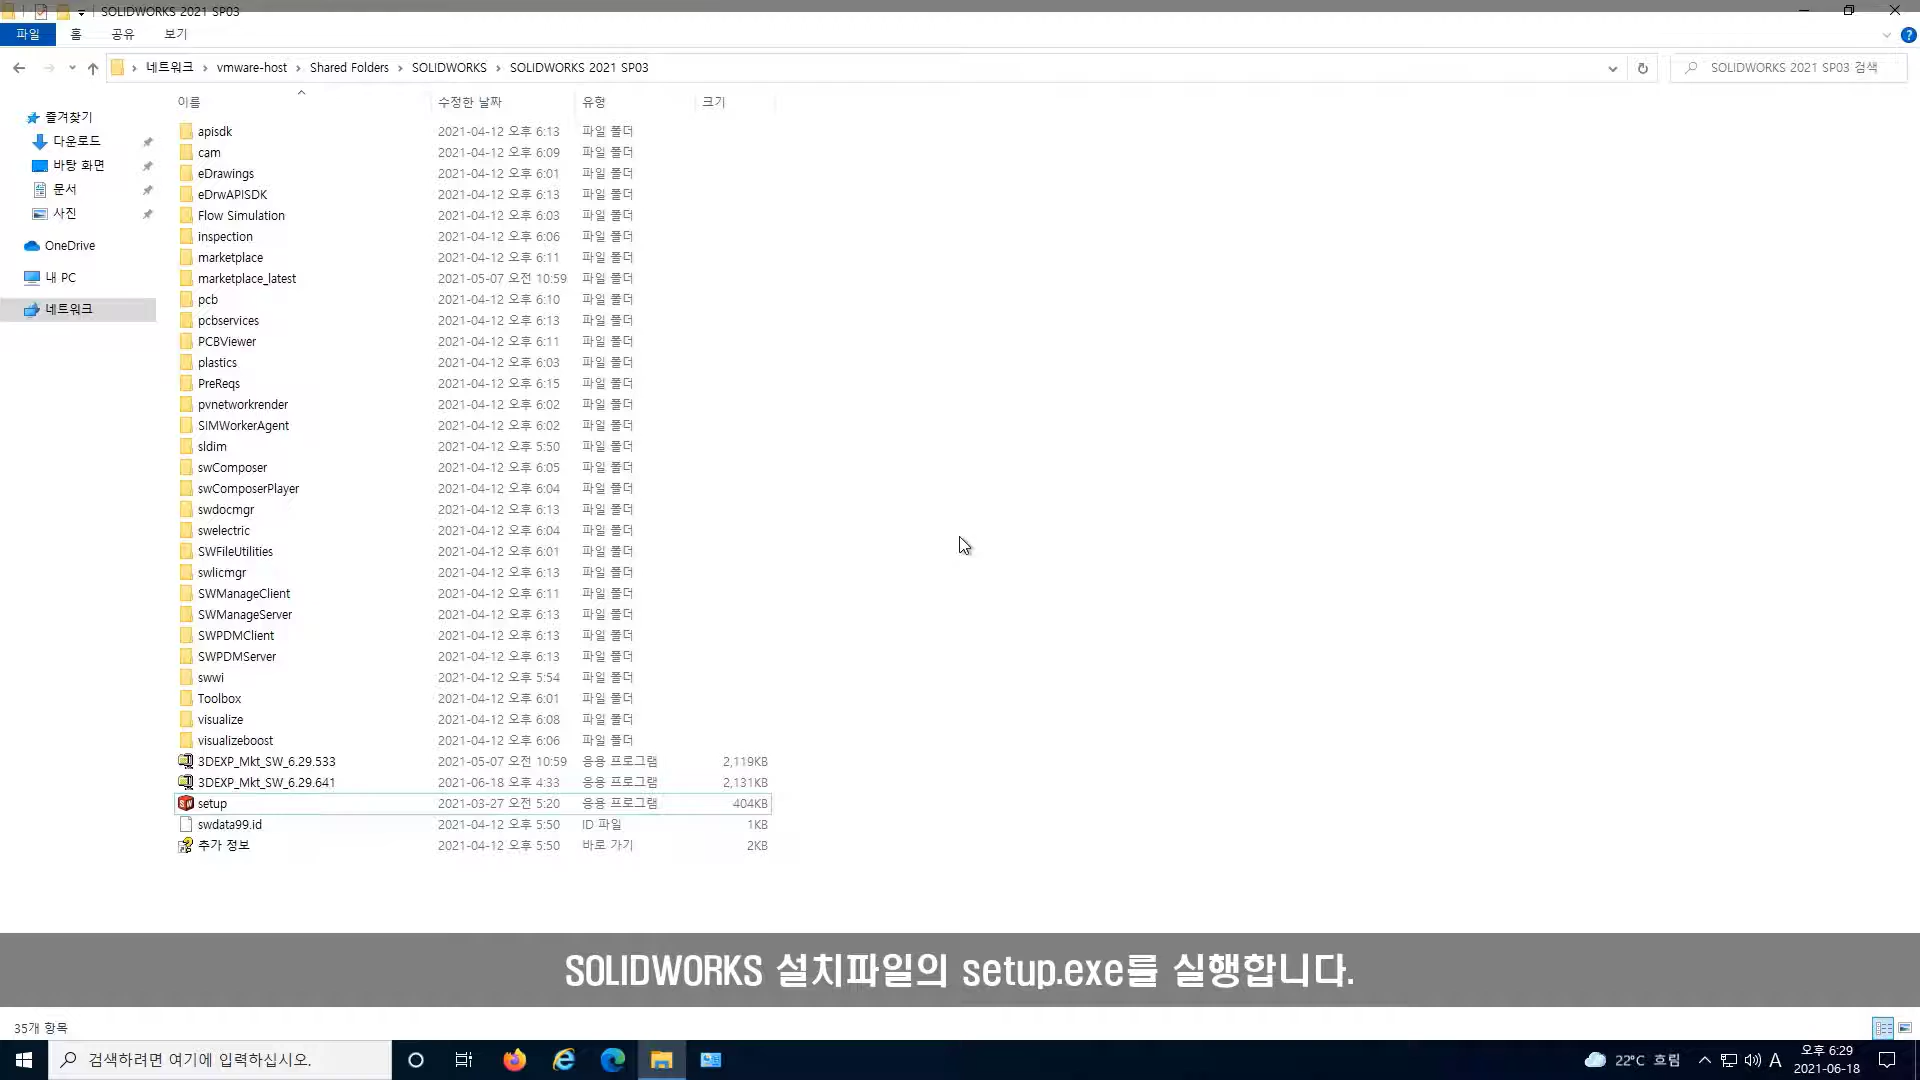 SOLIDWORKS 2021 SP03
파일 홈 공유 보기
네트워크 › vmware-host › Shared Folders › SOLIDWORKS › SOLIDWORKS 2021 SP03
SOLIDWORKS 2021 SP03 검색
즐겨찾기
다운로드
바탕 화면
문서
사진
OneDrive
내 PC
네트워크
이름 수정한 날짜 유형 크기
apisdk 2021-04-12 오후 6:13 파일 폴더
cam 2021-04-12 오후 6:09 파일 폴더
eDrawings 2021-04-12 오후 6:01 파일 폴더
eDrwAPISDK 2021-04-12 오후 6:13 파일 폴더
Flow Simulation 2021-04-12 오후 6:03 파일 폴더
inspection 2021-04-12 오후 6:06 파일 폴더
marketplace 2021-04-12 오후 6:11 파일 폴더
marketplace_latest 2021-05-07 오전 10:59 파일 폴더
pcb 2021-04-12 오후 6:10 파일 폴더
pcbservices 2021-04-12 오후 6:13 파일 폴더
PCBViewer 2021-04-12 오후 6:11 파일 폴더
plastics 2021-04-12 오후 6:03 파일 폴더
PreReqs 2021-04-12 오후 6:15 파일 폴더
pvnetworkrender 2021-04-12 오후 6:02 파일 폴더
SIMWorkerAgent 2021-04-12 오후 6:02 파일 폴더
sldim 2021-04-12 오후 5:50 파일 폴더
swComposer 2021-04-12 오후 6:05 파일 폴더
swComposerPlayer 2021-04-12 오후 6:04 파일 폴더
swdocmgr 2021-04-12 오후 6:13 파일 폴더
swelectric 2021-04-12 오후 6:04 파일 폴더
SWFileUtilities 2021-04-12 오후 6:01 파일 폴더
swlicmgr 2021-04-12 오후 6:13 파일 폴더
SWManageClient 2021-04-12 오후 6:11 파일 폴더
SWManageServer 2021-04-12 오후 6:13 파일 폴더
SWPDMClient 2021-04-12 오후 6:13 파일 폴더
SWPDMServer 2021-04-12 오후 6:13 파일 폴더
swwi 2021-04-12 오후 5:54 파일 폴더
Toolbox 2021-04-12 오후 6:01 파일 폴더
visualize 2021-04-12 오후 6:08 파일 폴더
visualizeboost 2021-04-12 오후 6:06 파일 폴더
3DEXP_Mkt_SW_6.29.533 2021-05-07 오전 10:59 응용 프로그램 2,119KB
3DEXP_Mkt_SW_6.29.641 2021-06-18 오후 4:33 응용 프로그램 2,131KB
setup 2021-03-27 오전 5:20 응용 프로그램 404KB
swdata99.id 2021-04-12 오후 5:50 ID 파일 1KB
추가 정보 2021-04-12 오후 5:50 바로 가기 2KB
SOLIDWORKS 설치파일의 setup.exe를 실행합니다.
35개 항목
검색하려면 여기에 입력하십시오.
22°C 흐림 A 오후 6:29
2021-06-18